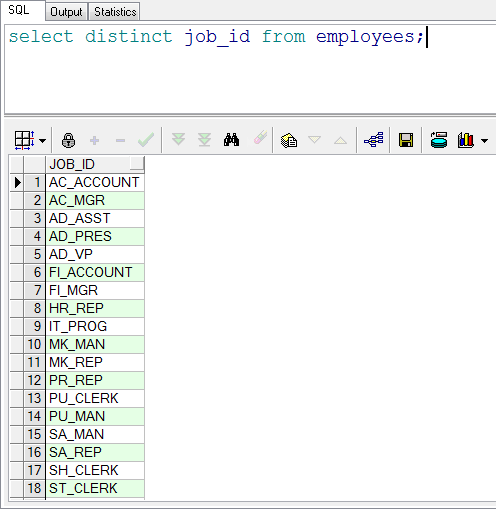 SQL Output Statistics
select distinct job_id from employees;
JOB_ID
1 AC_ACCOUNT
2 AC_MGR
3 AD_ASST
4 AD_PRES
5 AD_VP
6 FI_ACCOUNT
7 FI_MGR
8 HR_REP
9 IT_PROG
10 MK_MAN
11 MK_REP
12 PR_REP
13 PU_CLERK
14 PU_MAN
15 SA_MAN
16 SA_REP
17 SH_CLERK
18 ST_CLERK